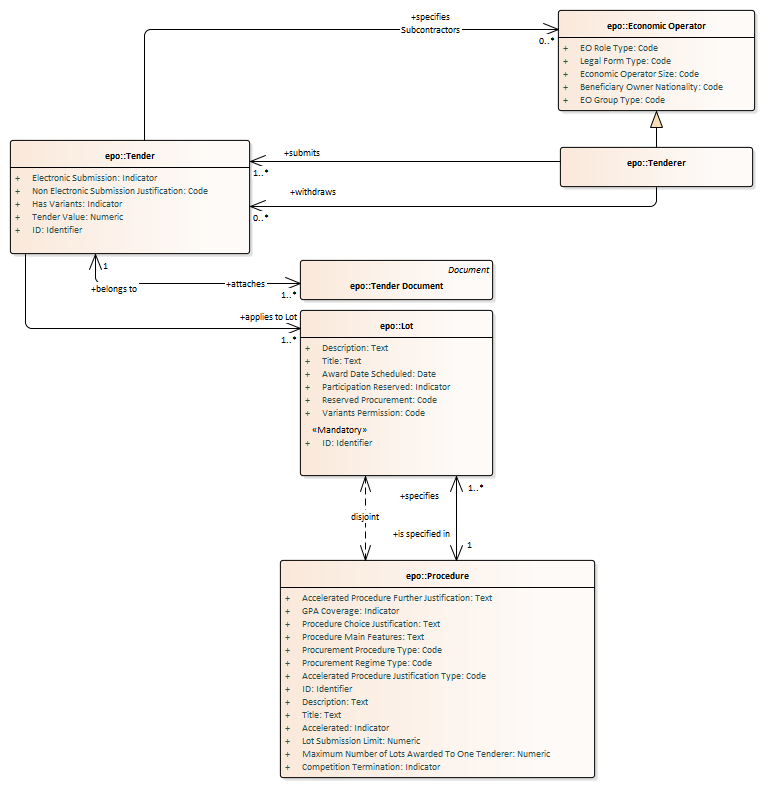 +specifies
Subcontractors
0..*
epo::Economic Operator
+ EO Role Type: Code
+ Legal Form Type: Code
+ Economic Operator Size: Code
+ Beneficiary Owner Nationality: Code
+ EO Group Type: Code
epo::Tender
+ Electronic Submission: Indicator
+ Non Electronic Submission Justification: Code
+ Has Variants: Indicator
+ Tender Value: Numeric
+ ID: Identifier
+submits
1..*
epo::Tenderer
+withdraws
0..*
1
+belongs to
+attaches
1..*
Document
epo::Tender Document
+applies to Lot
1..*
epo::Lot
+ Description: Text
+ Title: Text
+ Award Date Scheduled: Date
+ Participation Reserved: Indicator
+ Reserved Procurement: Code
+ Variants Permission: Code
«Mandatory»
+ ID: Identifier
+specifies
1..*
disjoint
+is specified in
1
epo::Procedure
+ Accelerated Procedure Further Justification: Text
+ GPA Coverage: Indicator
+ Procedure Choice Justification: Text
+ Procedure Main Features: Text
+ Procurement Procedure Type: Code
+ Procurement Regime Type: Code
+ Accelerated Procedure Justification Type: Code
+ ID: Identifier
+ Description: Text
+ Title: Text
+ Accelerated: Indicator
+ Lot Submission Limit: Numeric
+ Maximum Number of Lots Awarded To One Tenderer: Numeric
+ Competition Termination: Indicator